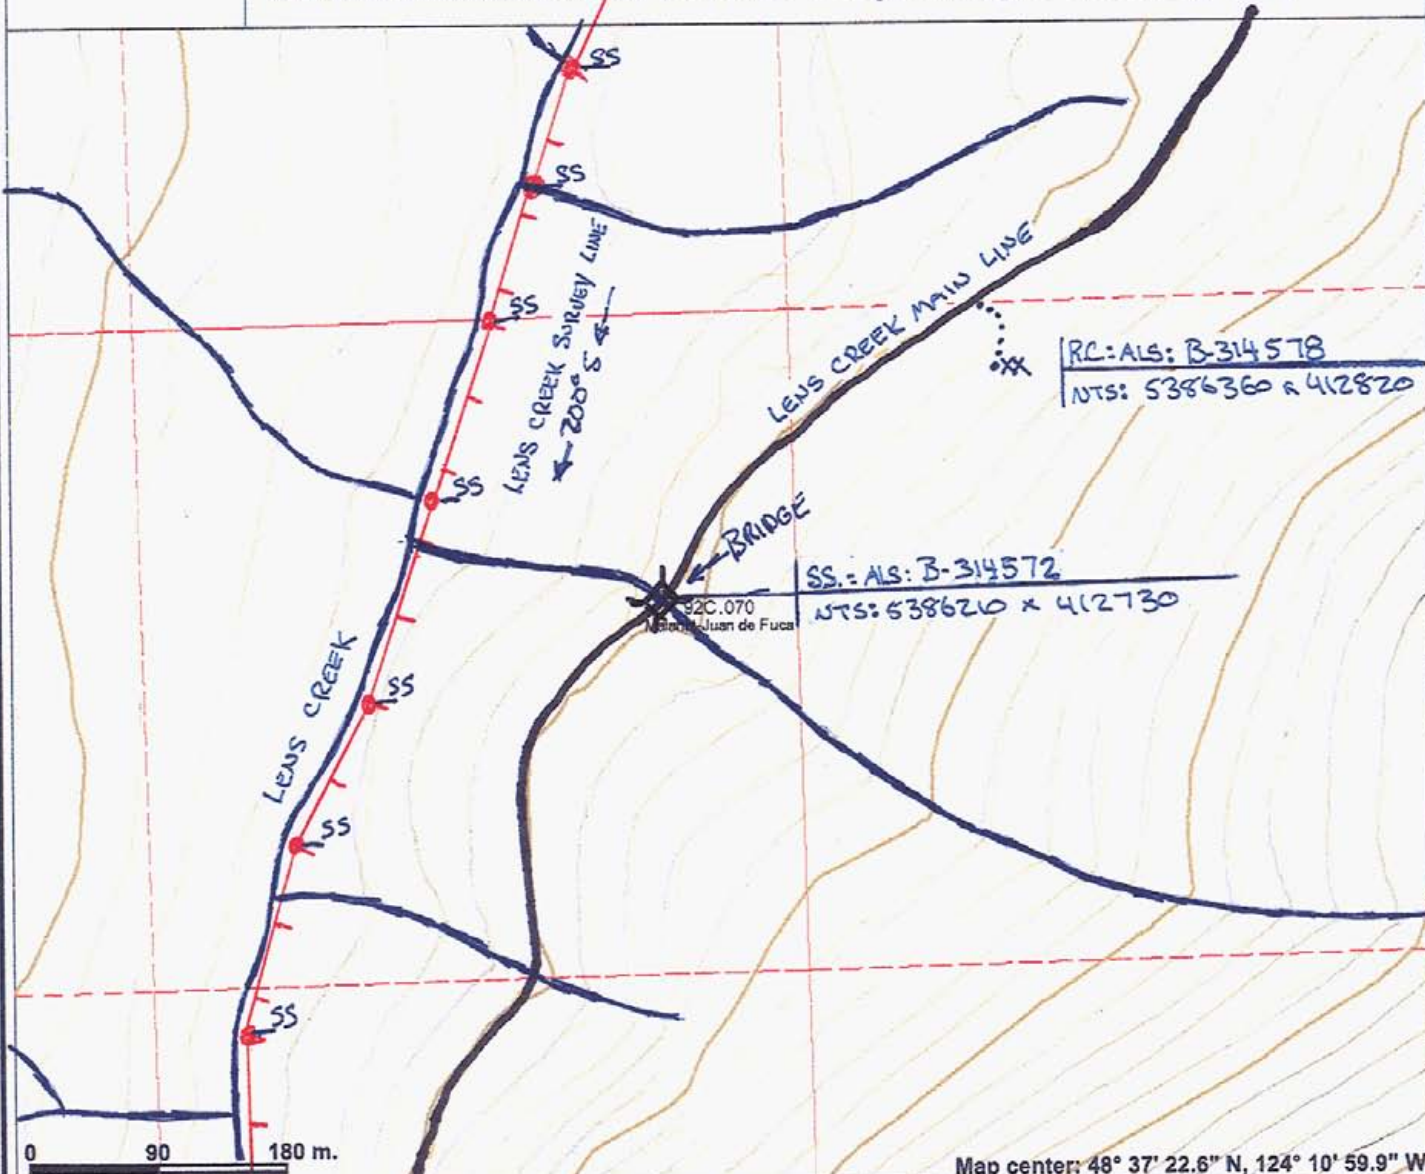 SS
SS
SS
LENS CREEK SURVEY LINE
200° S
LENS CREEK MAIN LINE
R.C: ALS: B-314578
NTS: 5386360 x 412820
SS
BRIDGE
SS. = ALS: B-314572
NTS: 5386210 x 412730
92C.070
Juan de Fuca
SS
LENS CREEK
SS
SS
0 90 180 m.
Map center: 48° 37' 22.6" N, 124° 10' 59.9" W